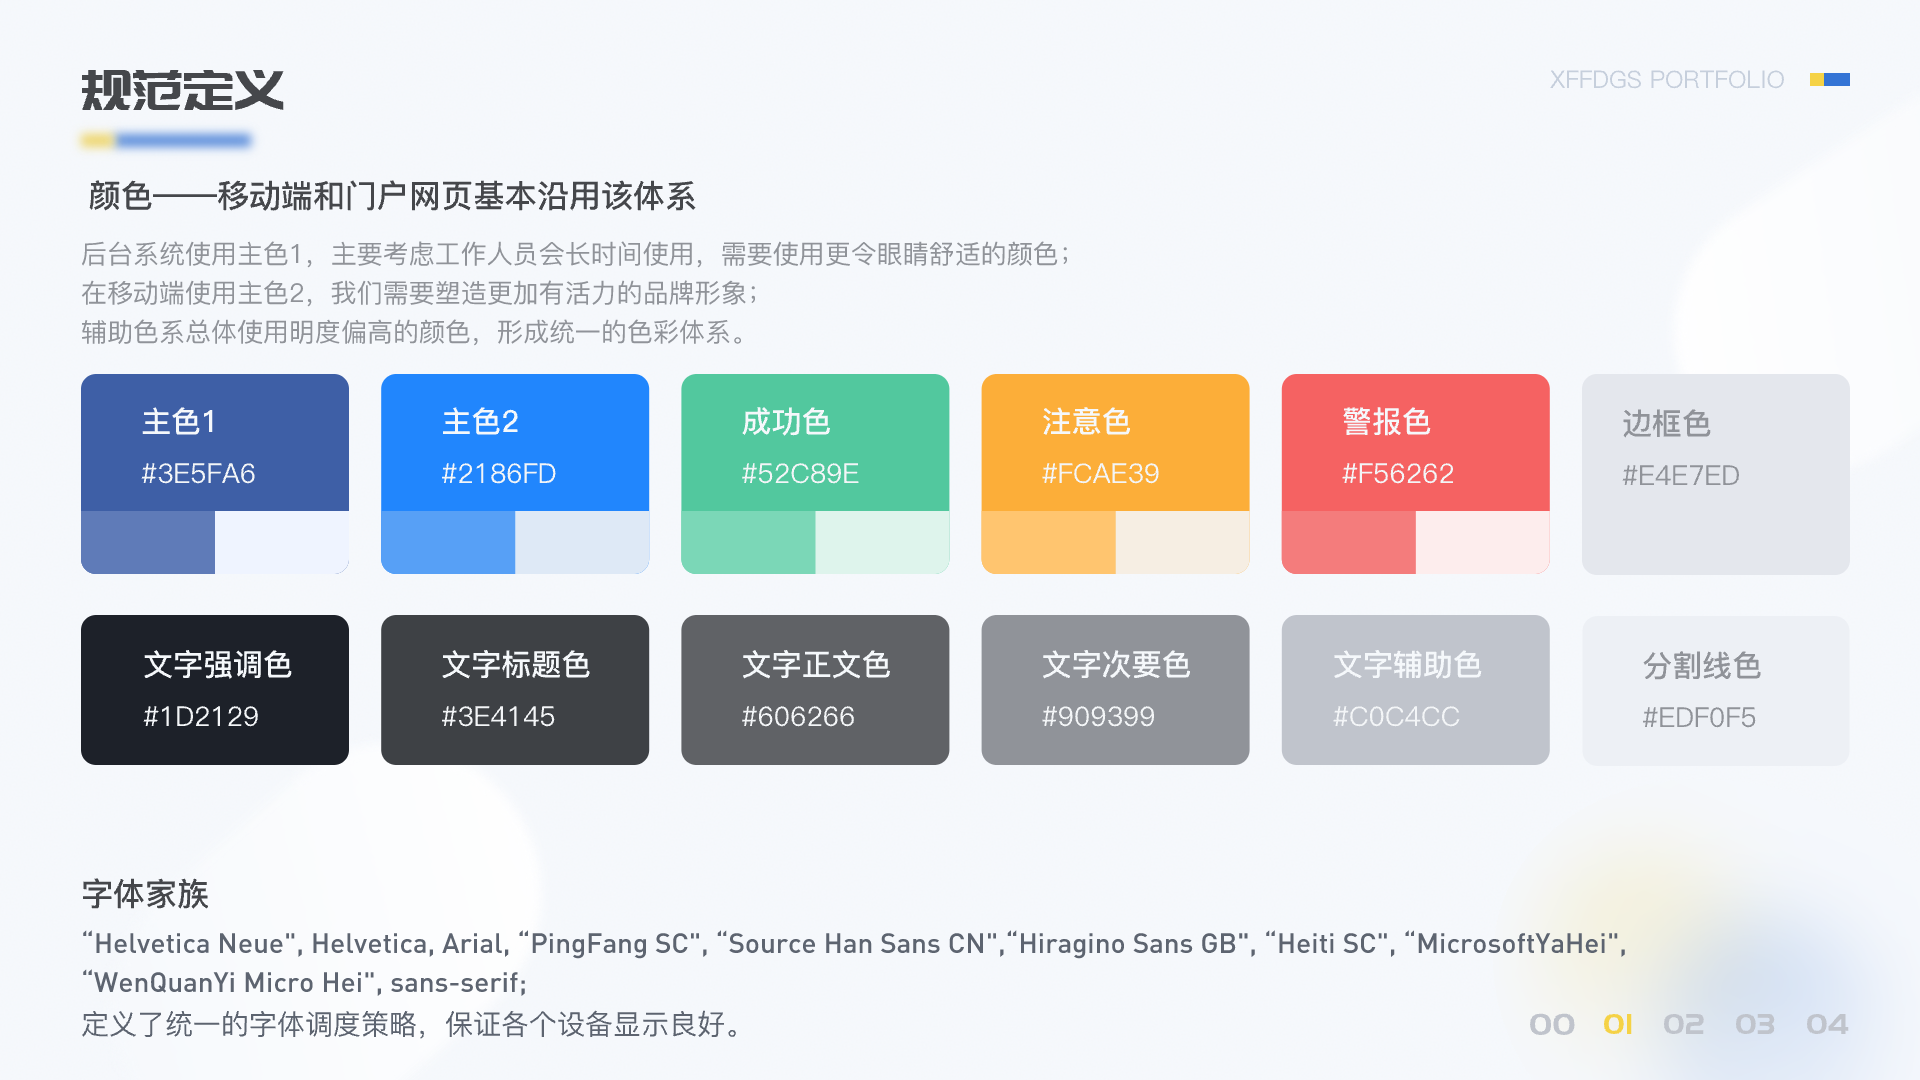 规范定义
XFFDGS PORTFOLIO
颜色——移动端和门户网页基本沿用该体系
后台系统使用主色1，主要考虑工作人员会长时间使用，需要使用更令眼睛舒适的颜色；
在移动端使用主色2，我们需要塑造更加有活力的品牌形象；
辅助色系总体使用明度偏高的颜色，形成统一的色彩体系。
主色1
#3E5FA6
主色2
#2186FD
成功色
#52C89E
注意色
#FCAE39
警报色
#F56262
边框色
#E4E7ED
文字强调色
#1D2129
文字标题色
#3E4145
文字正文色
#606266
文字次要色
#909399
文字辅助色
#C0C4CC
分割线色
#EDF0F5
字体家族
“Helvetica Neue", Helvetica, Arial, “PingFang SC", “Source Han Sans CN",“Hiragino Sans GB", “Heiti SC", “MicrosoftYaHei",
“WenQuanYi Micro Hei", sans-serif;
定义了统一的字体调度策略，保证各个设备显示良好。
00 01 02 03 04